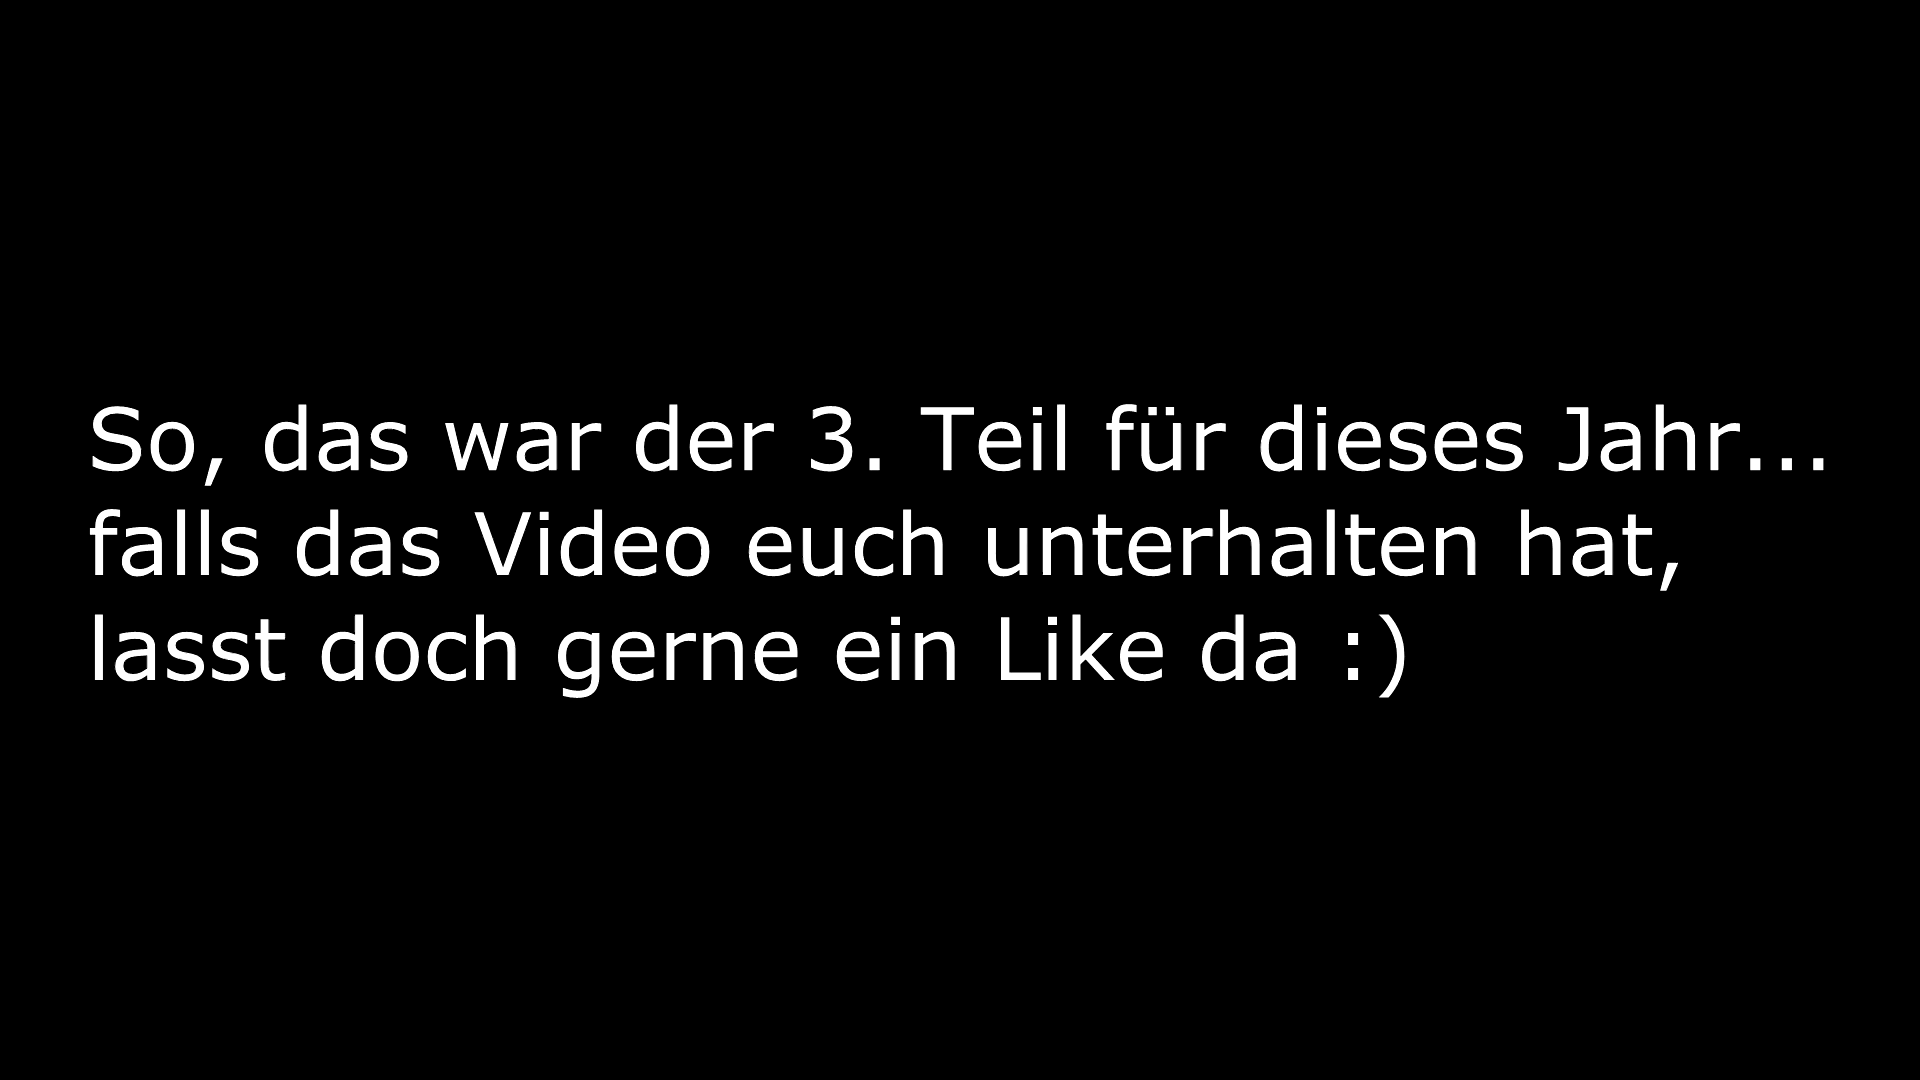 So, das war der 3. Teil für dieses Jahr...
falls das Video euch unterhalten hat,
lasst doch gerne ein Like da :)